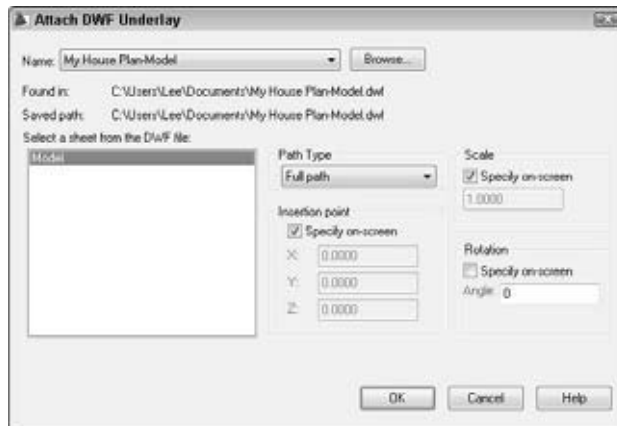 Attach DWF Underlay
Name: My House Plan-Model
Browse...
Found in: C:\Users\Lee\Documents\My House Plan-Model.dwf
Saved path: C:\Users\Lee\Documents\My House Plan-Model.dwf
Select a sheet from the DWF file:
Model
Path Type
Full path
Insertion point
Specify on-screen
X: 0.0000
Y: 0.0000
Z: 0.0000
Scale
Specify on-screen
1.0000
Rotation
Specify on-screen
Angle: 0
OK
Cancel
Help